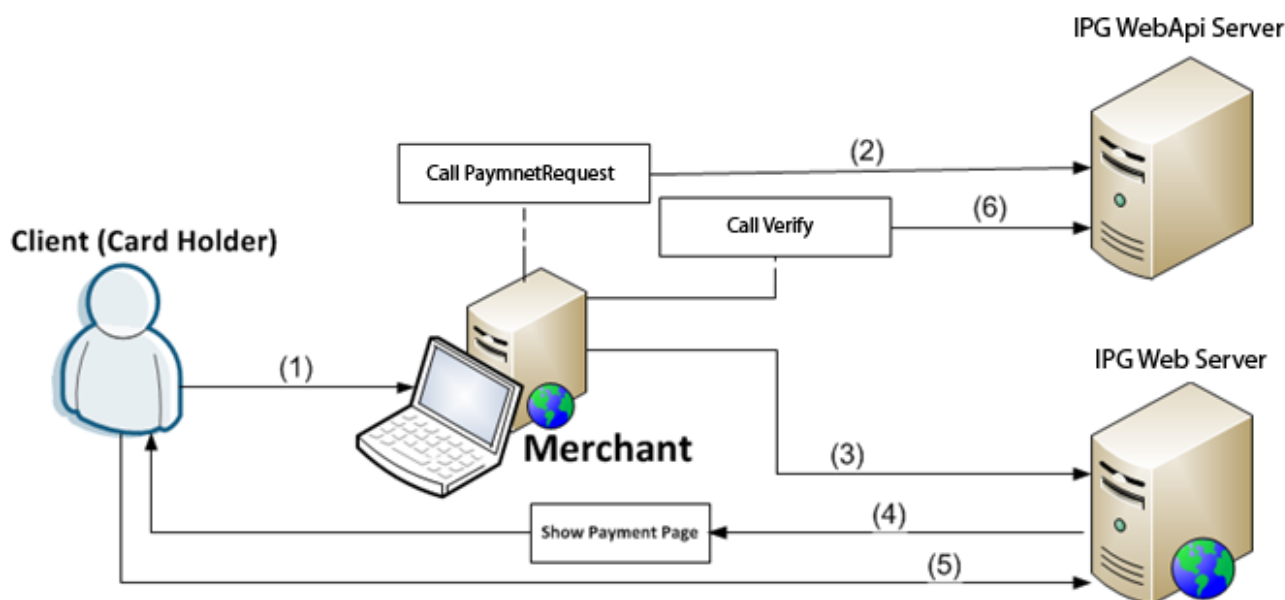 IPG WebApi Server
(2)
Call PaymnetRequest
(6)
Call Verify
Client (Card Holder)
(1)
IPG Web Server
Merchant
(3)
(4)
Show Payment Page
(5)